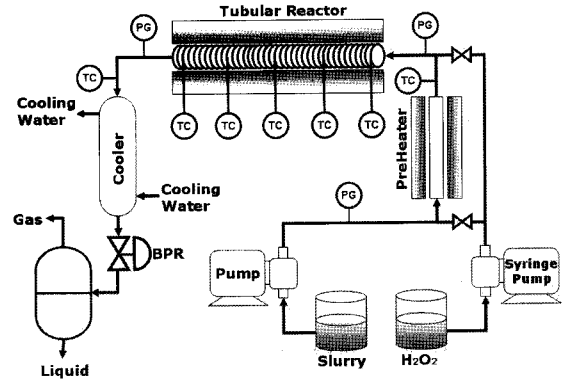 Tubular Reactor
PG
PG
TC
TC
Cooling
Water
TC
TC
TC
TC
TC
Cooler
PreHeater
Cooling
Water
PG
Gas
BPR
Pump
Syringe
Pump
Slurry
H2O2
Liquid